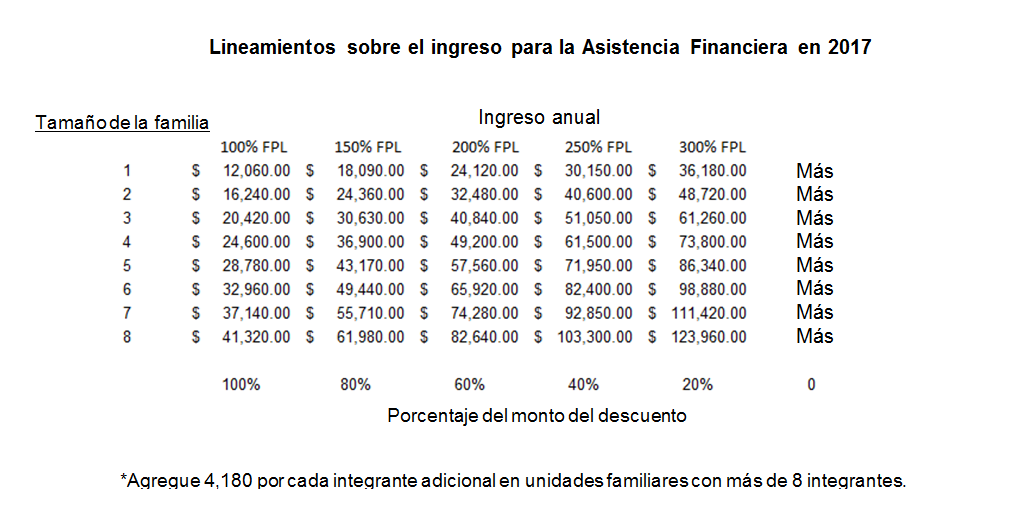 Lineamientos sobre el ingreso para la Asistencia Financiera en 2017
Ingreso anual
Tamaño de la familia
100% FPL 150% FPL 200% FPL 250% FPL 300% FPL
1 $ 12,060.00 $ 18,090.00 $ 24,120.00 $ 30,150.00 $ 36,180.00 Más
2 $ 16,240.00 $ 24,360.00 $ 32,480.00 $ 40,600.00 $ 48,720.00 Más
3 $ 20,420.00 $ 30,630.00 $ 40,840.00 $ 51,050.00 $ 61,260.00 Más
4 $ 24,600.00 $ 36,900.00 $ 49,200.00 $ 61,500.00 $ 73,800.00 Más
5 $ 28,780.00 $ 43,170.00 $ 57,560.00 $ 71,950.00 $ 86,340.00 Más
6 $ 32,960.00 $ 49,440.00 $ 65,920.00 $ 82,400.00 $ 98,880.00 Más
7 $ 37,140.00 $ 55,710.00 $ 74,280.00 $ 92,850.00 $ 111,420.00 Más
8 $ 41,320.00 $ 61,980.00 $ 82,640.00 $ 103,300.00 $ 123,960.00 Más
100% 80% 60% 40% 20% 0
Porcentaje del monto del descuento
*Agregue 4,180 por cada integrante adicional en unidades familiares con más de 8 integrantes.